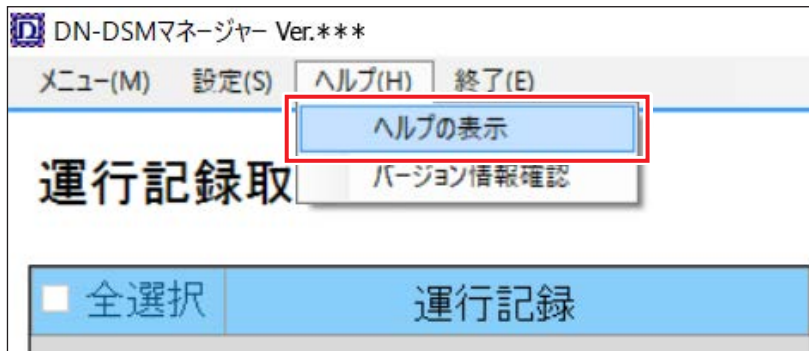 DN-DSMマネージャー Ver.***
メニュー(M) 設定(S) ヘルプ(H) 終了(E)
ヘルプの表示
バージョン情報確認
運行記録取
全選択 運行記録